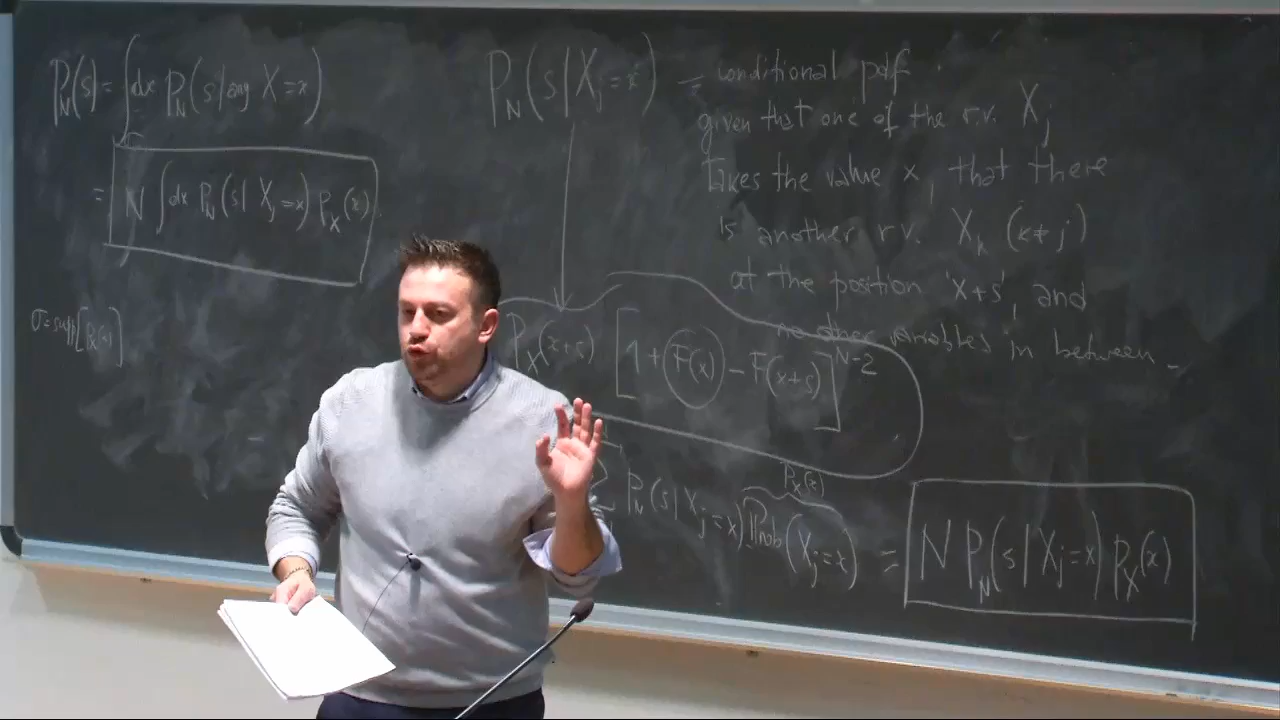 P_N(s) = ∫_σ dx P_N(s | any X = x)
= N ∫ dx P_N(s | X_j = x) P_X(x)
σ = supp[P_X(x)]
P_N(s | X_j = x) – conditional pdf
given that one of the r.v. X_j
takes the value x, that there
is another r.v. X_k (k≠j)
at the position 'x+s', and
no other variables in between
P_X(x+s) [1 + F(x) – F(x+s)]^{N-2}
P_X(x)
∑ P_N(s | X_j = x) Prob(X_j = x) = N P_N(s | X_j = x) P_X(x)